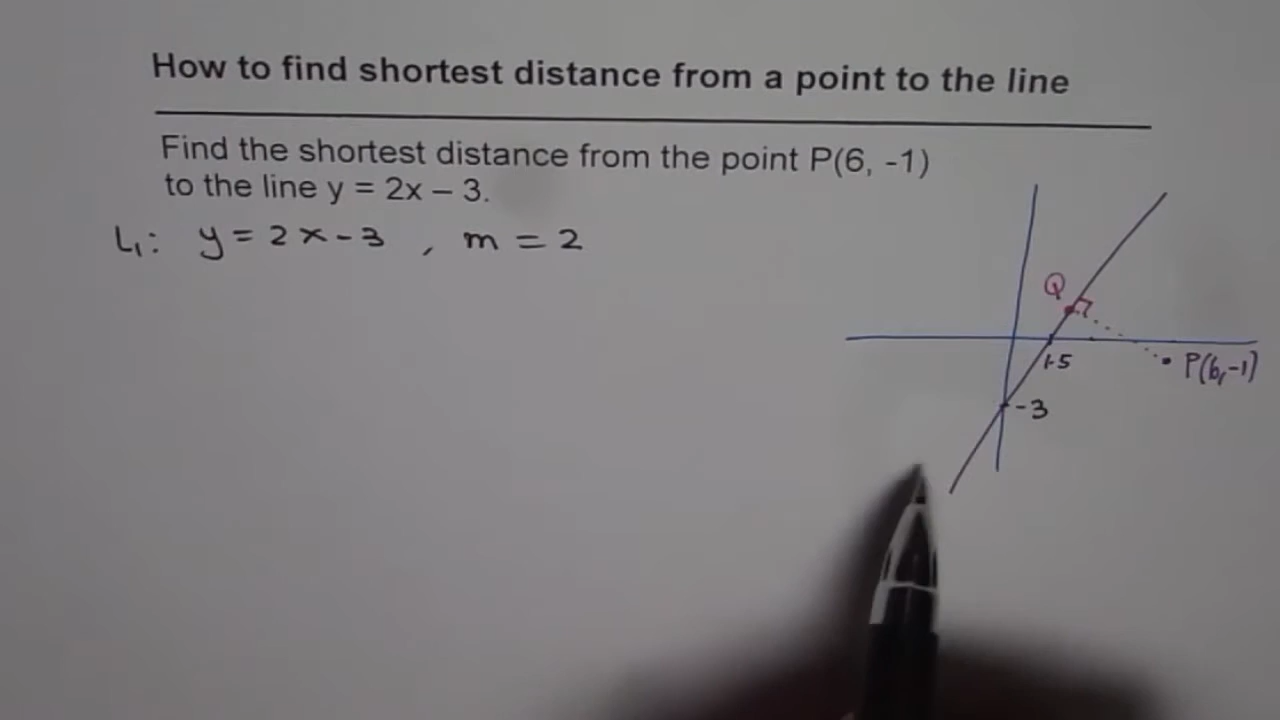 How to find shortest distance from a point to the line
Find the shortest distance from the point P(6, -1)
to the line y = 2x – 3.
L₁: y = 2x - 3 , m = 2
Q
1.5
P(6,-1)
-3